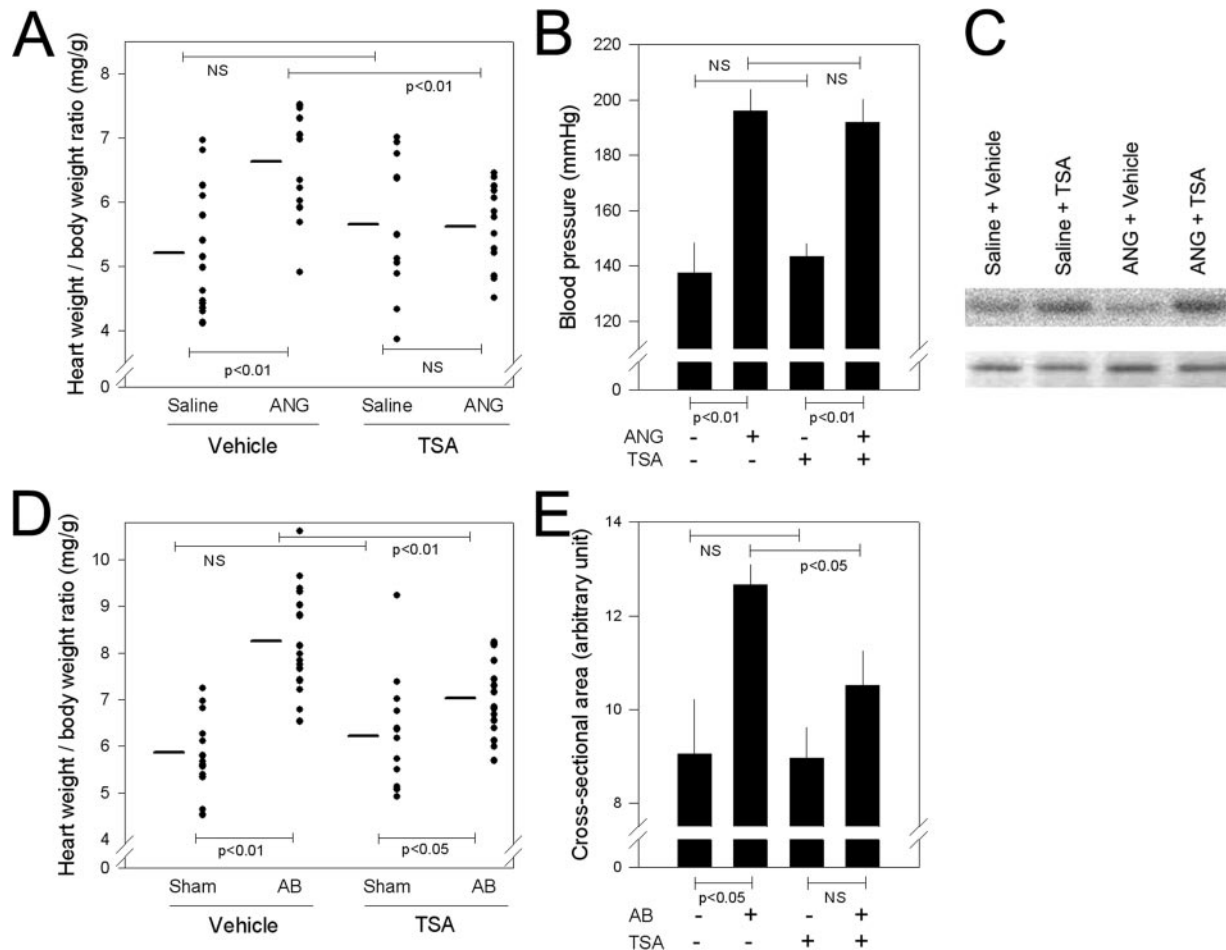 A
Heart weight / body weight ratio (mg/g)
8
7
6
5
4
0
NS
p<0.01
p<0.01
NS
Saline ANG Saline ANG
Vehicle TSA
B
Blood pressure (mmHg)
220
200
180
160
140
120
0
NS
NS
p<0.01 p<0.01
ANG - + - +
TSA - - + +
C
Saline + Vehicle
Saline + TSA
ANG + Vehicle
ANG + TSA
D
Heart weight / body weight ratio (mg/g)
10
9
8
7
6
5
4
0
NS
p<0.01
p<0.01 p<0.05
Sham AB Sham AB
Vehicle TSA
E
Cross-sectional area (arbitrary unit)
14
12
10
8
0
NS
p<0.05
p<0.05 NS
AB - + - +
TSA - - + +